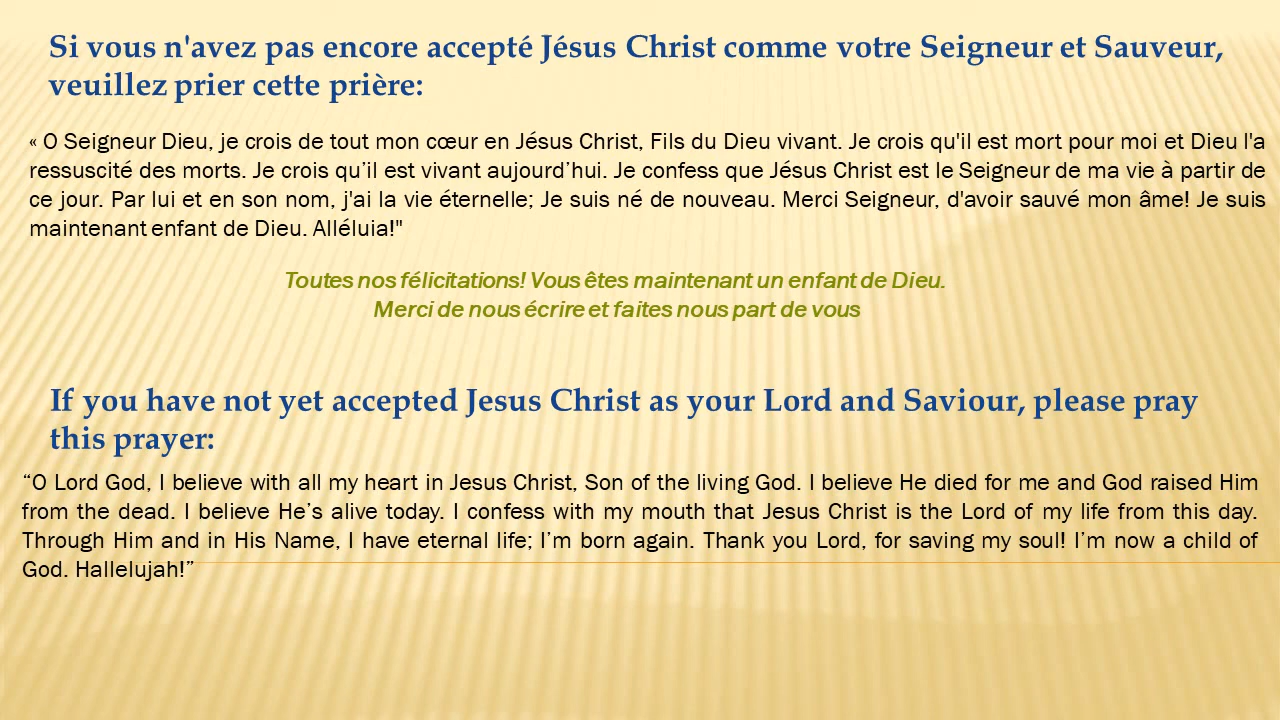 Si vous n'avez pas encore accepté Jésus Christ comme votre Seigneur et Sauveur,
veuillez prier cette prière:
« O Seigneur Dieu, je crois de tout mon cœur en Jésus Christ, Fils du Dieu vivant. Je crois qu'il est mort pour moi et Dieu l'a
ressuscité des morts. Je crois qu’il est vivant aujourd’hui. Je confess que Jésus Christ est le Seigneur de ma vie à partir de
ce jour. Par lui et en son nom, j'ai la vie éternelle; Je suis né de nouveau. Merci Seigneur, d'avoir sauvé mon âme! Je suis
maintenant enfant de Dieu. Alléluia!"
Toutes nos félicitations! Vous êtes maintenant un enfant de Dieu.
Merci de nous écrire et faites nous part de vous
If you have not yet accepted Jesus Christ as your Lord and Saviour, please pray
this prayer:
“O Lord God, I believe with all my heart in Jesus Christ, Son of the living God. I believe He died for me and God raised Him
from the dead. I believe He’s alive today. I confess with my mouth that Jesus Christ is the Lord of my life from this day.
Through Him and in His Name, I have eternal life; I’m born again. Thank you Lord, for saving my soul! I’m now a child of
God. Hallelujah!”